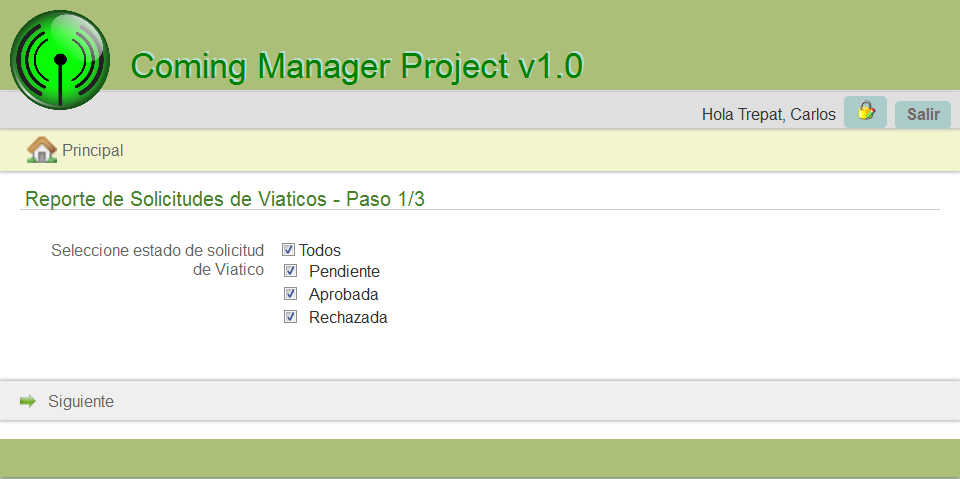 Coming Manager Project v1.0
Hola Trepat, Carlos
Salir
Principal
Reporte de Solicitudes de Viaticos - Paso 1/3
Seleccione estado de solicitud
de Viatico
Todos
Pendiente
Aprobada
Rechazada
Siguiente